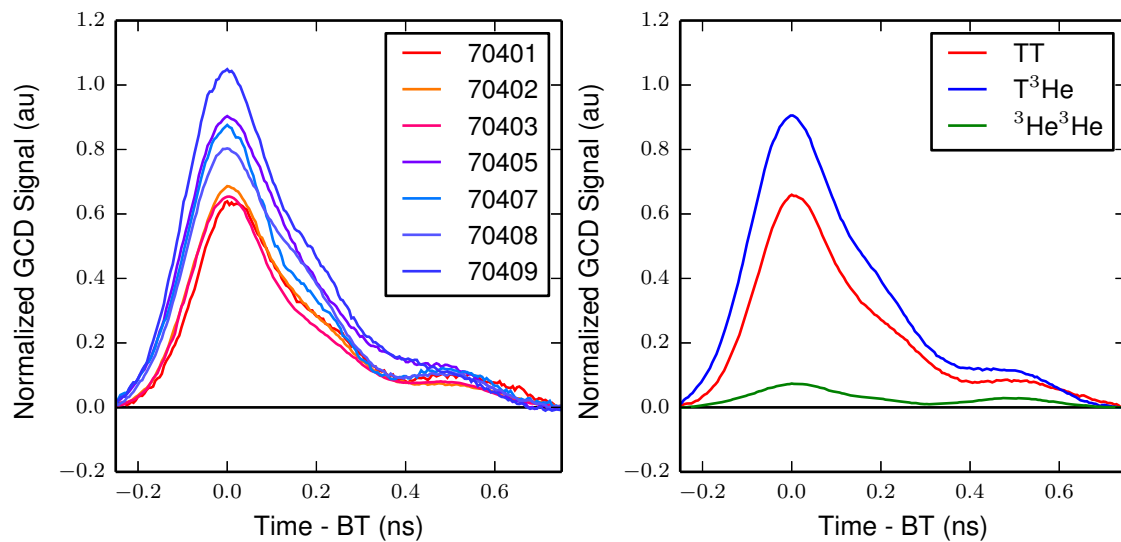 1.2
1.0
0.8
0.6
0.4
0.2
0.0
−0.2
Normalized GCD Signal (au)
−0.2 0.0 0.2 0.4 0.6
Time - BT (ns)
70401
70402
70403
70405
70407
70408
70409
1.2
1.0
0.8
0.6
0.4
0.2
0.0
−0.2
Normalized GCD Signal (au)
−0.2 0.0 0.2 0.4 0.6
Time - BT (ns)
TT
T³He
³He³He